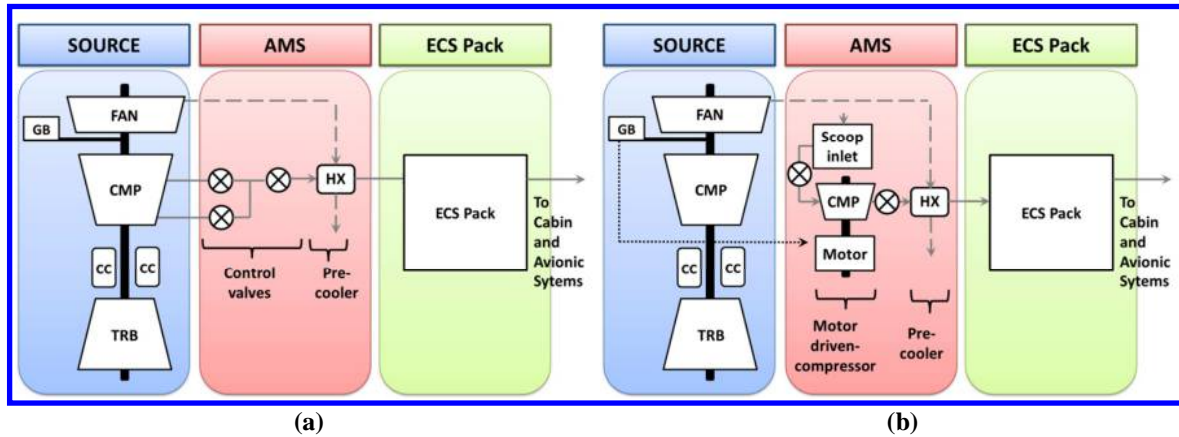 SOURCE
AMS
ECS Pack
FAN
GB
CMP
HX
CC
CC
TRB
Control
valves
Pre-
cooler
ECS Pack
To
Cabin
and
Avionic
Sytems
(a)
SOURCE
AMS
ECS Pack
FAN
GB
Scoop
inlet
CMP
CMP
HX
Motor
CC
CC
TRB
Motor
driven-
compressor
Pre-
cooler
ECS Pack
To
Cabin
and
Avionic
Sytems
(b)